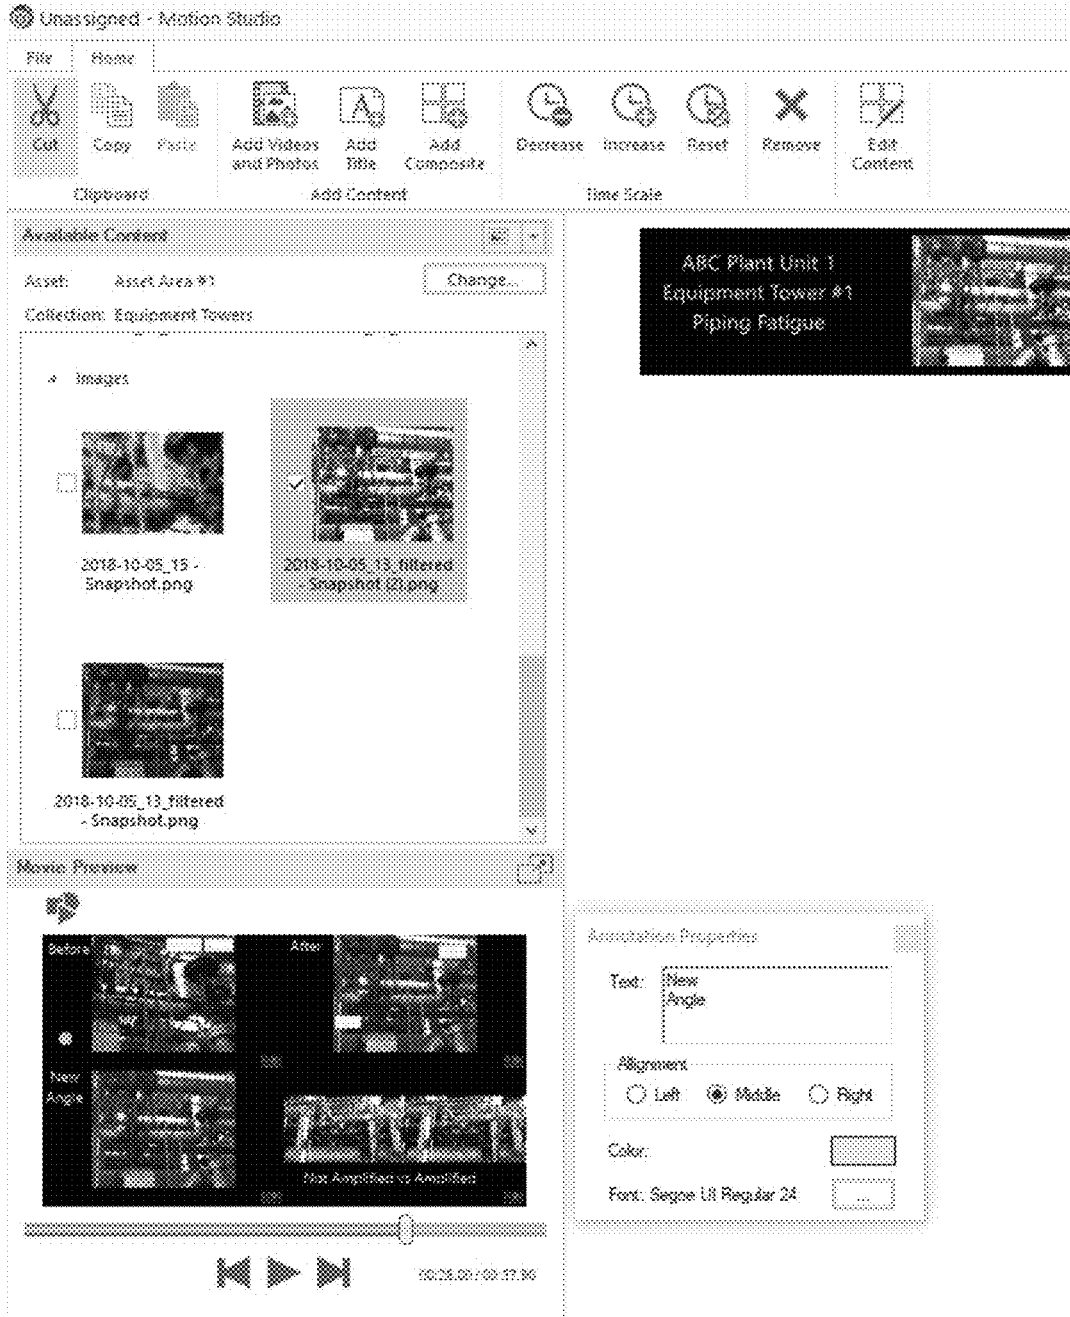 Unassigned - Motion Studio
File Home
Cut Copy Paste Add Videos and Photos Add Title Add Composite Decrease Increase Reset Remove Edit Content
Clipboard Add Content Time Scale
Available Content
Asset: Asset Area #1 Change...
Collection: Equipment Towers
Images
2018-10-05_15 -
Snapshot.png
2018-10-05_13_filtered
- Snapshot (2).png
2018-10-05_13_filtered
- Snapshot.png
ABC Plant Unit 1
Equipment Tower #1
Piping Fatigue
Movie Preview
Before
After
New
Angle
Not Amplified vs Amplified
Annotation Properties
Text: New
Angle
Alignment
Left Middle Right
Color:
Font: Segoe UI Regular 24 ...